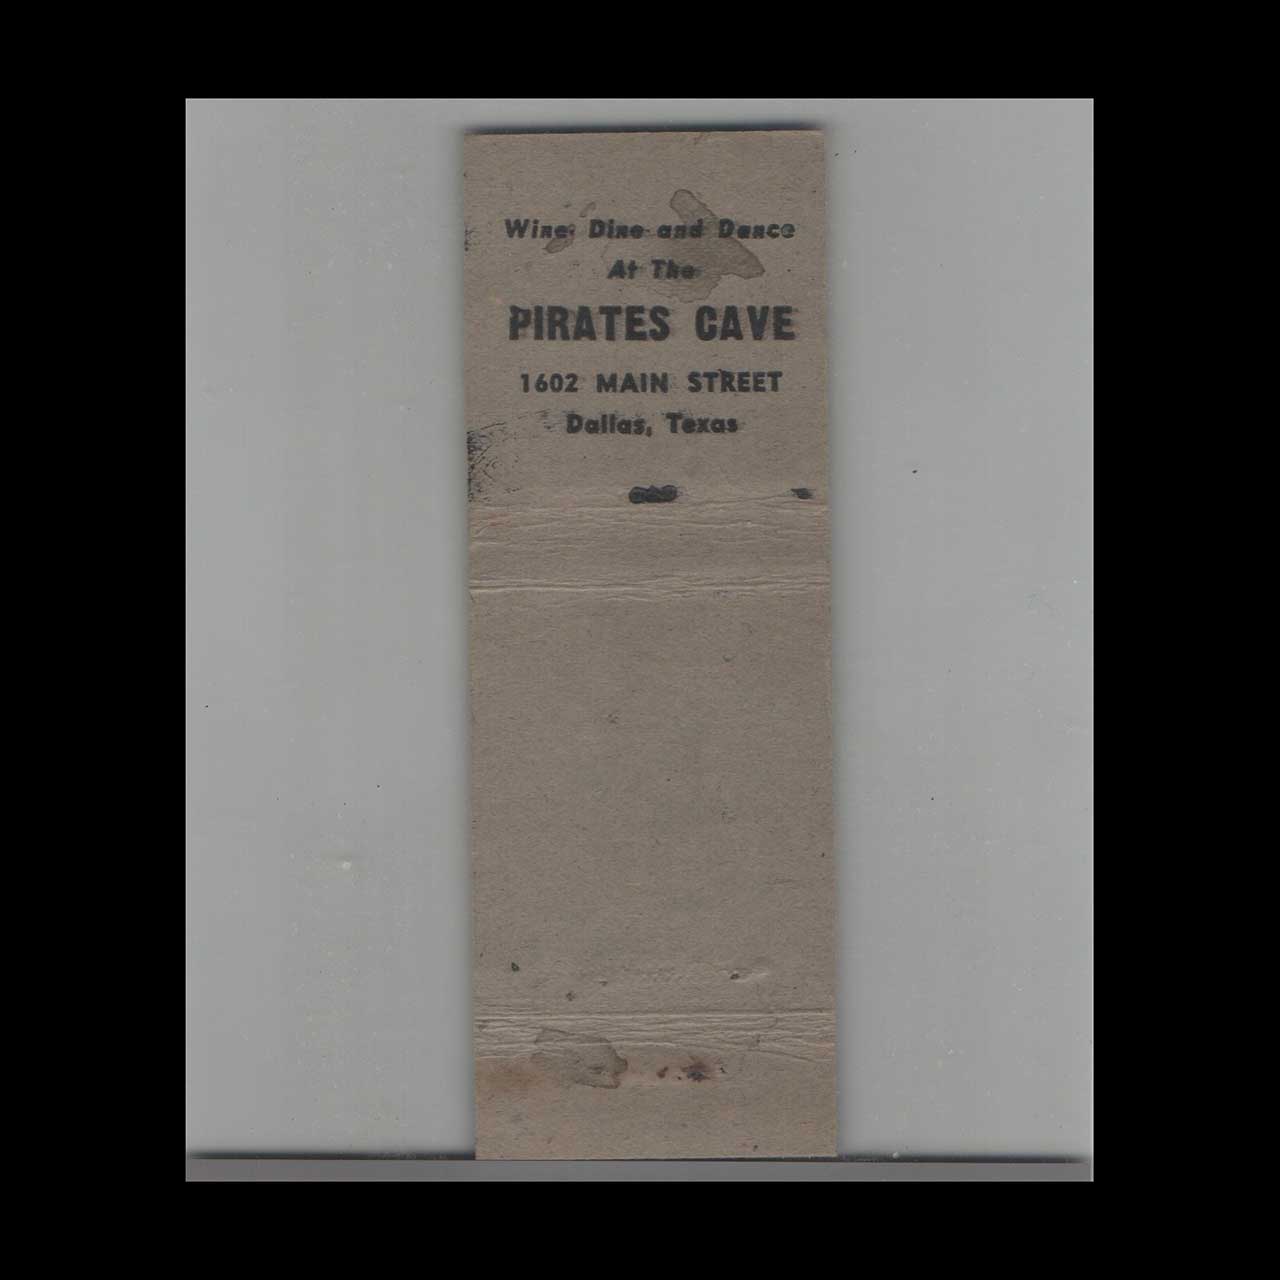 Wine, Dine and Dance
At The
PIRATES CAVE
1602 MAIN STREET
Dallas, Texas